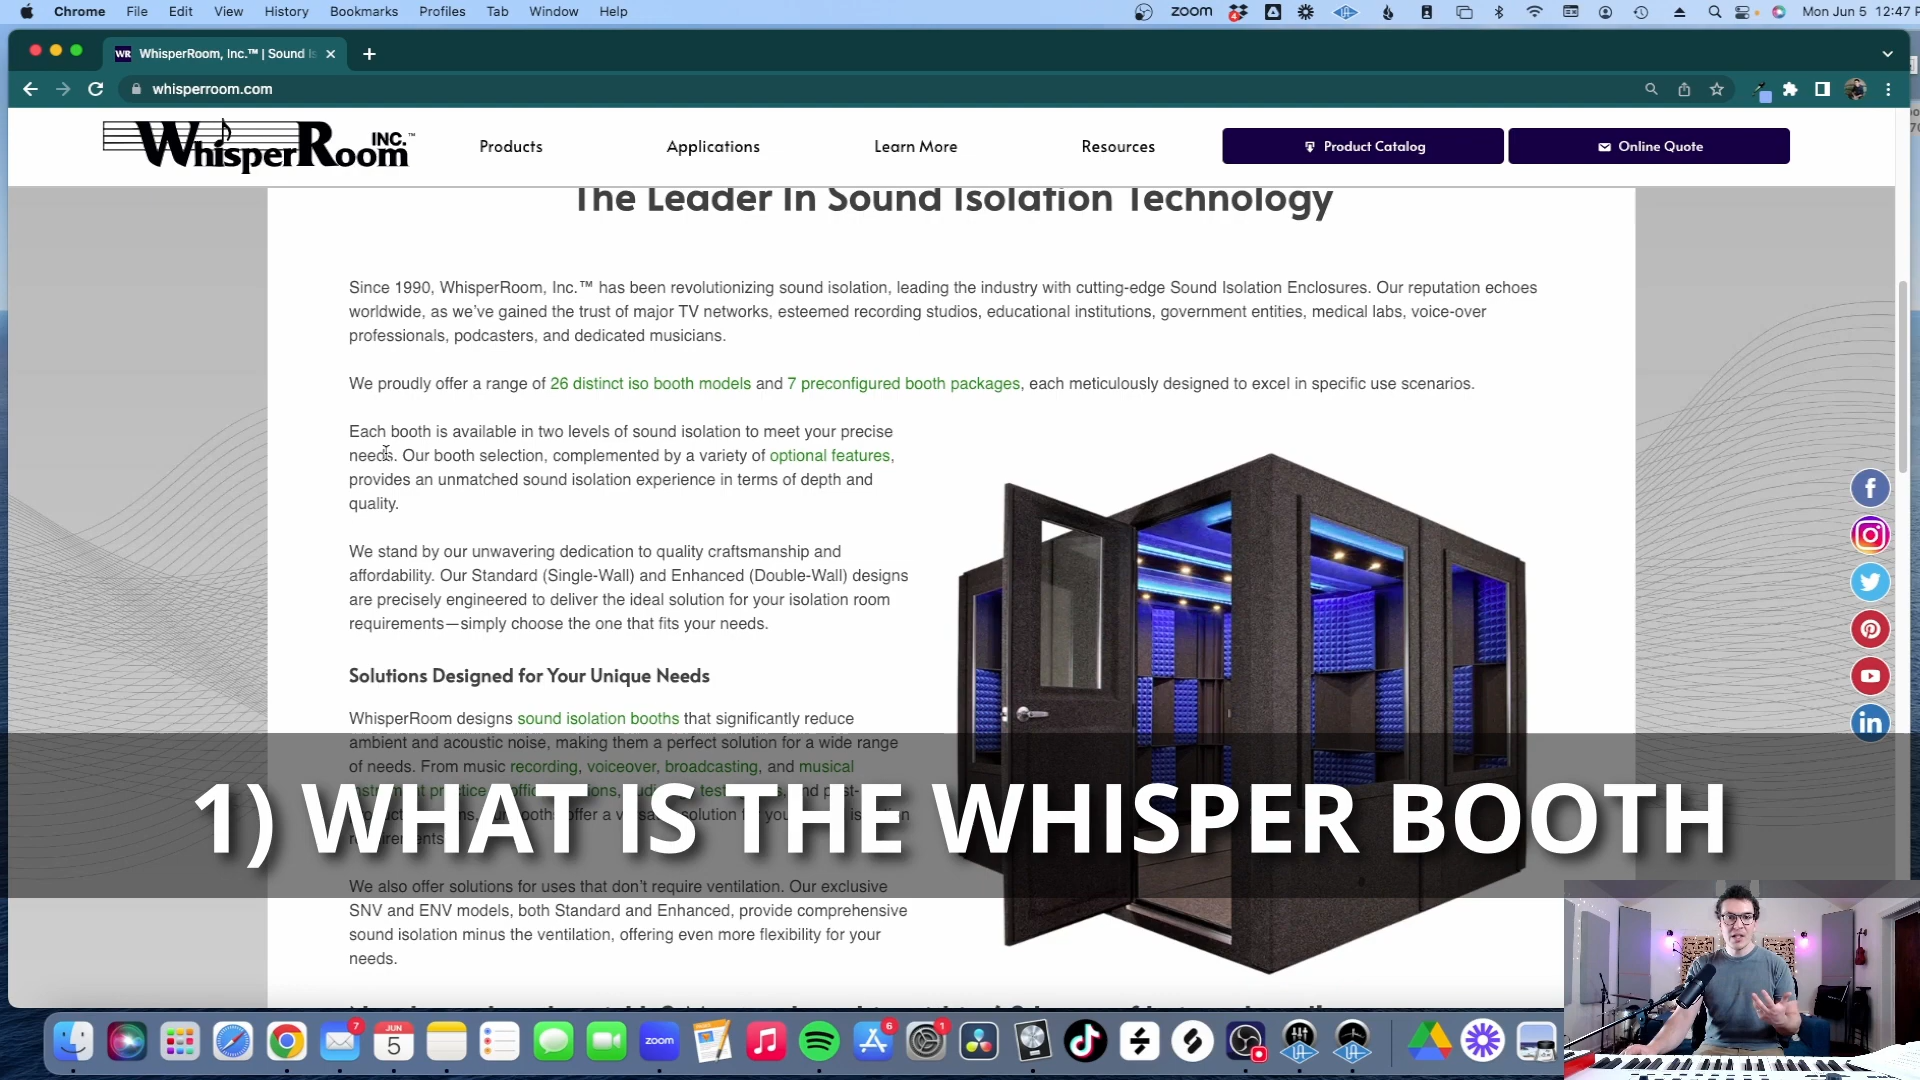 Chrome File Edit View History Bookmarks Profiles Tab Window Help
zoom
4
Mon Jun 5 12:47 P
WR WhisperRoom, Inc.™ | Sound Is
whisperroom.com
WhisperRoom INC.™
Products
Applications
Learn More
Resources
Product Catalog
Online Quote
The Leader In Sound Isolation Technology
Since 1990, WhisperRoom, Inc.™ has been revolutionizing sound isolation, leading the industry with cutting-edge Sound Isolation Enclosures. Our reputation echoes
worldwide, as we've gained the trust of major TV networks, esteemed recording studios, educational institutions, government entities, medical labs, voice-over
professionals, podcasters, and dedicated musicians.
We proudly offer a range of 26 distinct iso booth models and 7 preconfigured booth packages, each meticulously designed to excel in specific use scenarios.
Each booth is available in two levels of sound isolation to meet your precise
needs. Our booth selection, complemented by a variety of optional features,
provides an unmatched sound isolation experience in terms of depth and
quality.
We stand by our unwavering dedication to quality craftsmanship and
affordability. Our Standard (Single-Wall) and Enhanced (Double-Wall) designs
are precisely engineered to deliver the ideal solution for your isolation room
requirements—simply choose the one that fits your needs.
Solutions Designed for Your Unique Needs
WhisperRoom designs sound isolation booths that significantly reduce
ambient and acoustic noise, making them a perfect solution for a wide range
of needs. From music recording, voiceover, broadcasting, and musical
1) WHAT IS THE WHISPER BOOTH
We also offer solutions for uses that don't require ventilation. Our exclusive
SNV and ENV models, both Standard and Enhanced, provide comprehensive
sound isolation minus the ventilation, offering even more flexibility for your
needs.
7
JUN
5
zoom
6
1